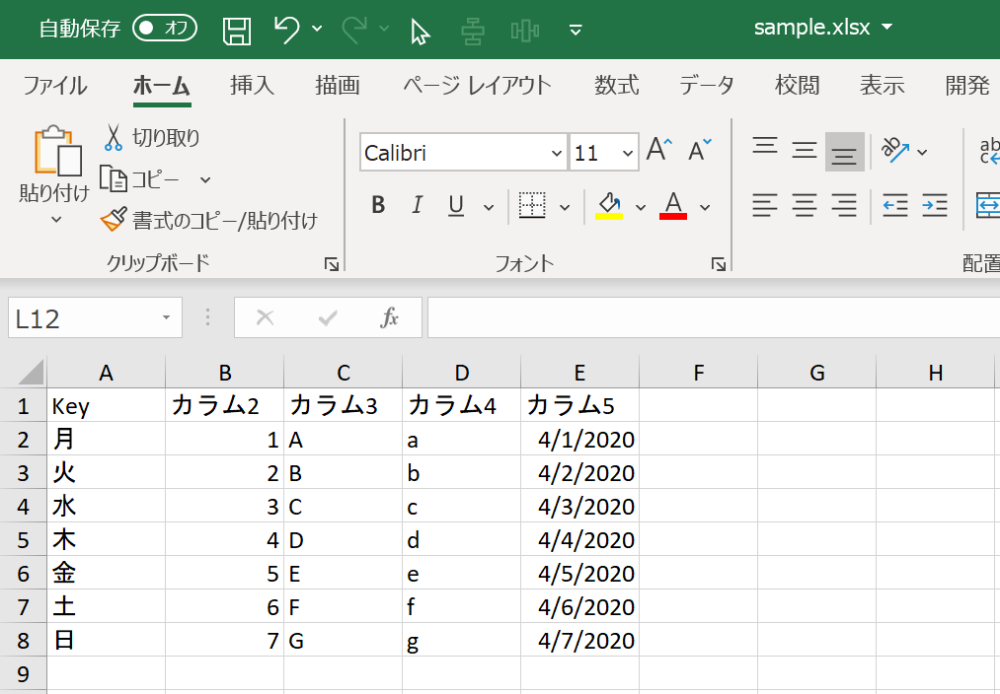 自動保存 オフ sample.xlsx
ファイル ホーム 挿入 描画 ページ レイアウト 数式 データ 校閲 表示 開発
切り取り
コピー
貼り付け
書式のコピー/貼り付け
Calibri 11 A A
B I U A
ab
c
クリップボード フォント 配置
L12 fx
A B C D E F G H
1 Key カラム2 カラム3 カラム4 カラム5
2 月 1 A a 4/1/2020
3 火 2 B b 4/2/2020
4 水 3 C c 4/3/2020
5 木 4 D d 4/4/2020
6 金 5 E e 4/5/2020
7 土 6 F f 4/6/2020
8 日 7 G g 4/7/2020
9